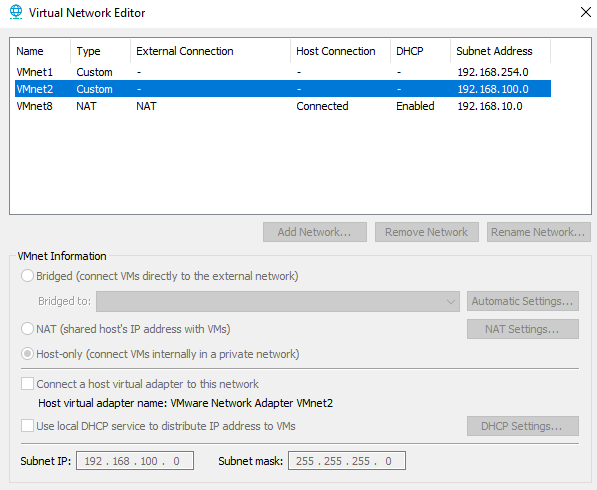 Virtual Network Editor
Name Type External Connection Host Connection DHCP Subnet Address
VMnet1 Custom - - - 192.168.254.0
VMnet2 Custom - - - 192.168.100.0
VMnet8 NAT NAT Connected Enabled 192.168.10.0
Add Network... Remove Network Rename Network...
VMnet Information
Bridged (connect VMs directly to the external network)
Bridged to: Automatic Settings...
NAT (shared host's IP address with VMs) NAT Settings...
Host-only (connect VMs internally in a private network)
Connect a host virtual adapter to this network
Host virtual adapter name: VMware Network Adapter VMnet2
Use local DHCP service to distribute IP address to VMs DHCP Settings...
Subnet IP: 192 . 168 . 100 . 0 Subnet mask: 255 . 255 . 255 . 0